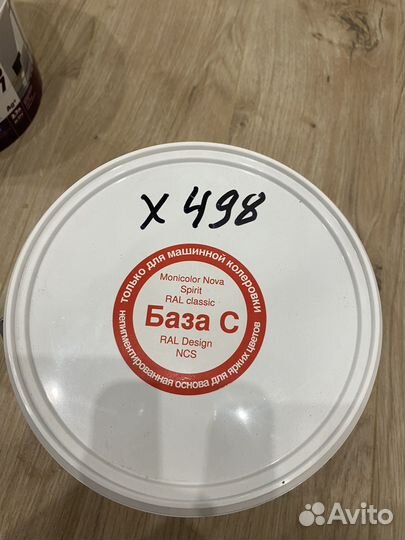 X 498
только для машинной колеровки
Monicolor Nova
Spirit
RAL classic
База С
RAL Design
NCS
непигментированная основа для ярких цветов
Avito